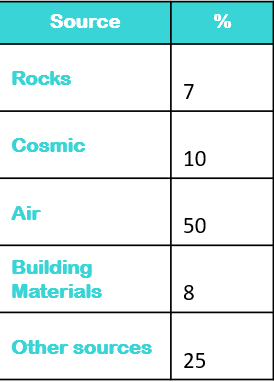 Source %
Rocks 7
Cosmic 10
Air 50
Building
Materials 8
Other sources 25